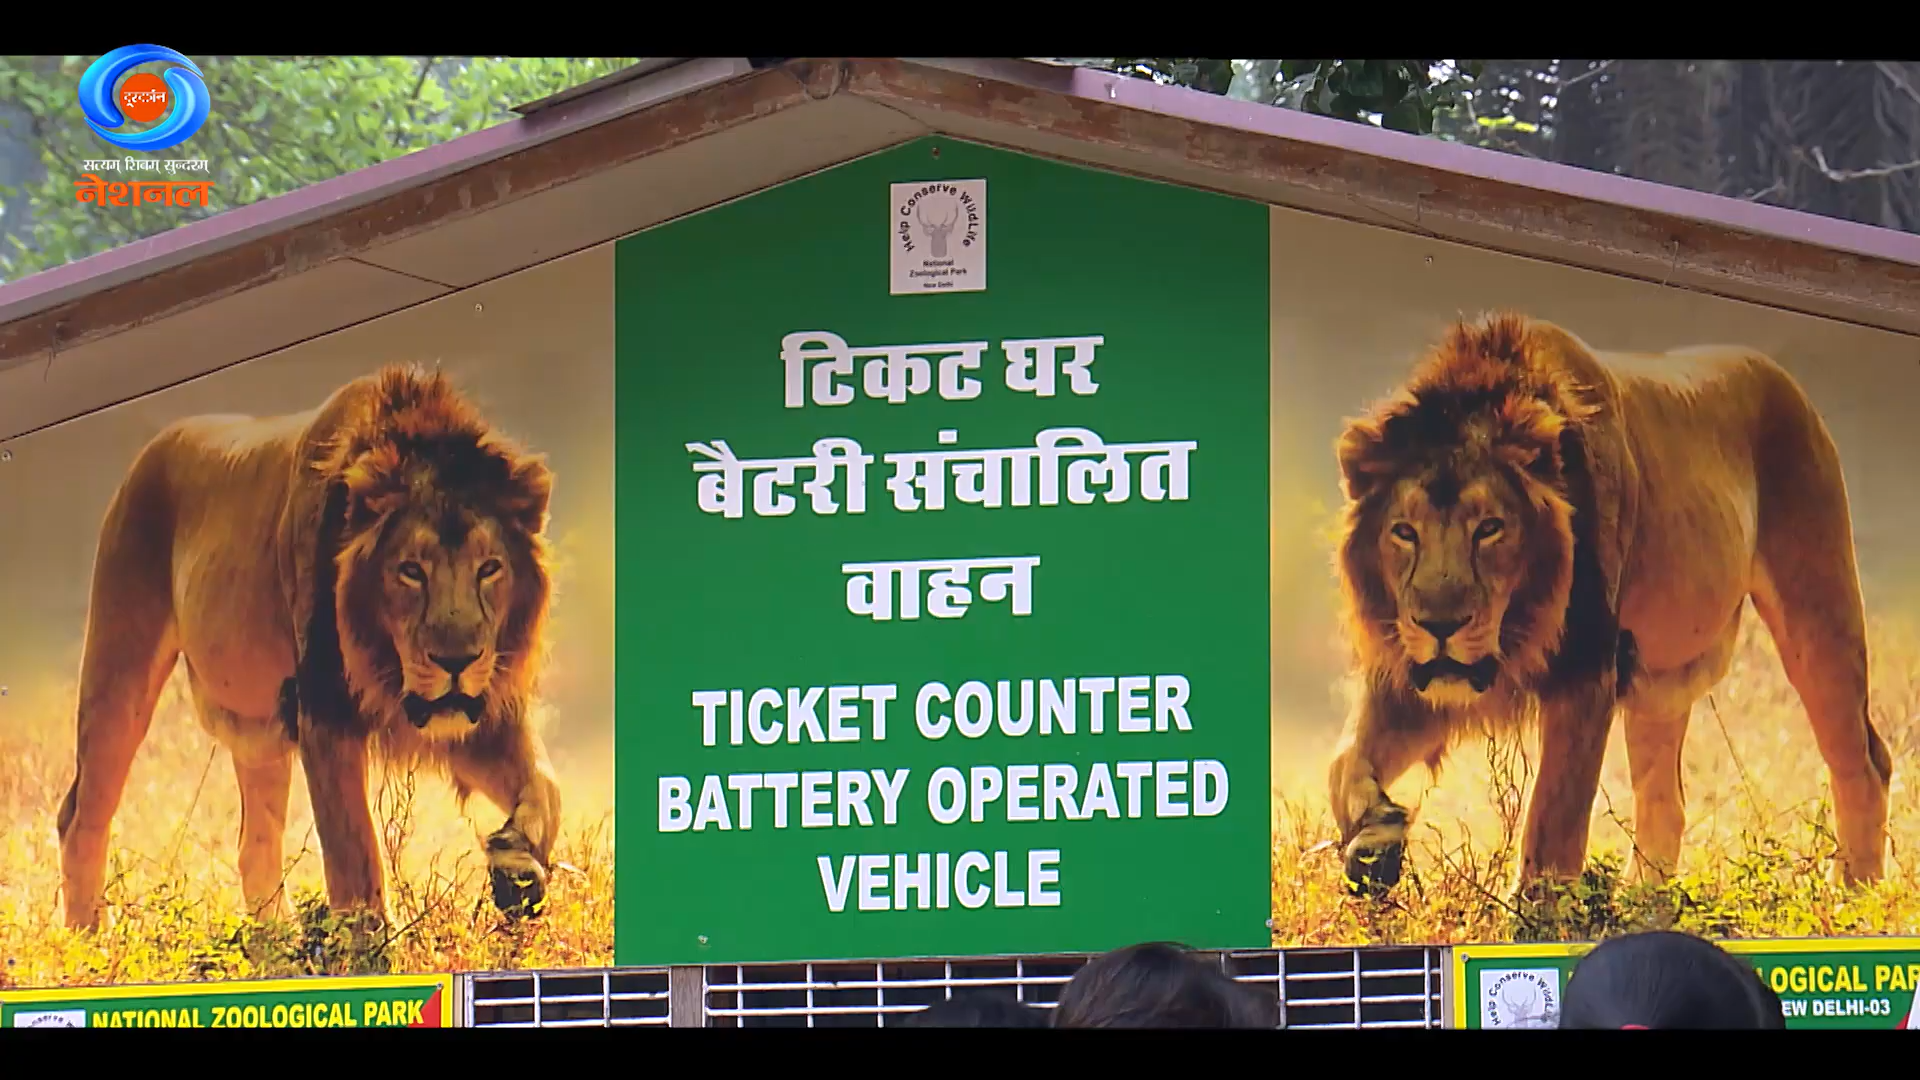 दूरदर्शन
सत्यम् शिवम् सुन्दरम्
नेशनल
Help Conserve WildLife
National
Zoological Park
New Delhi
टिकट घर
बैटरी संचालित
वाहन
TICKET COUNTER
BATTERY OPERATED
VEHICLE
NATIONAL ZOOLOGICAL PARK
Help Conserve WildLife
LOGICAL PAR
EW DELHI-03